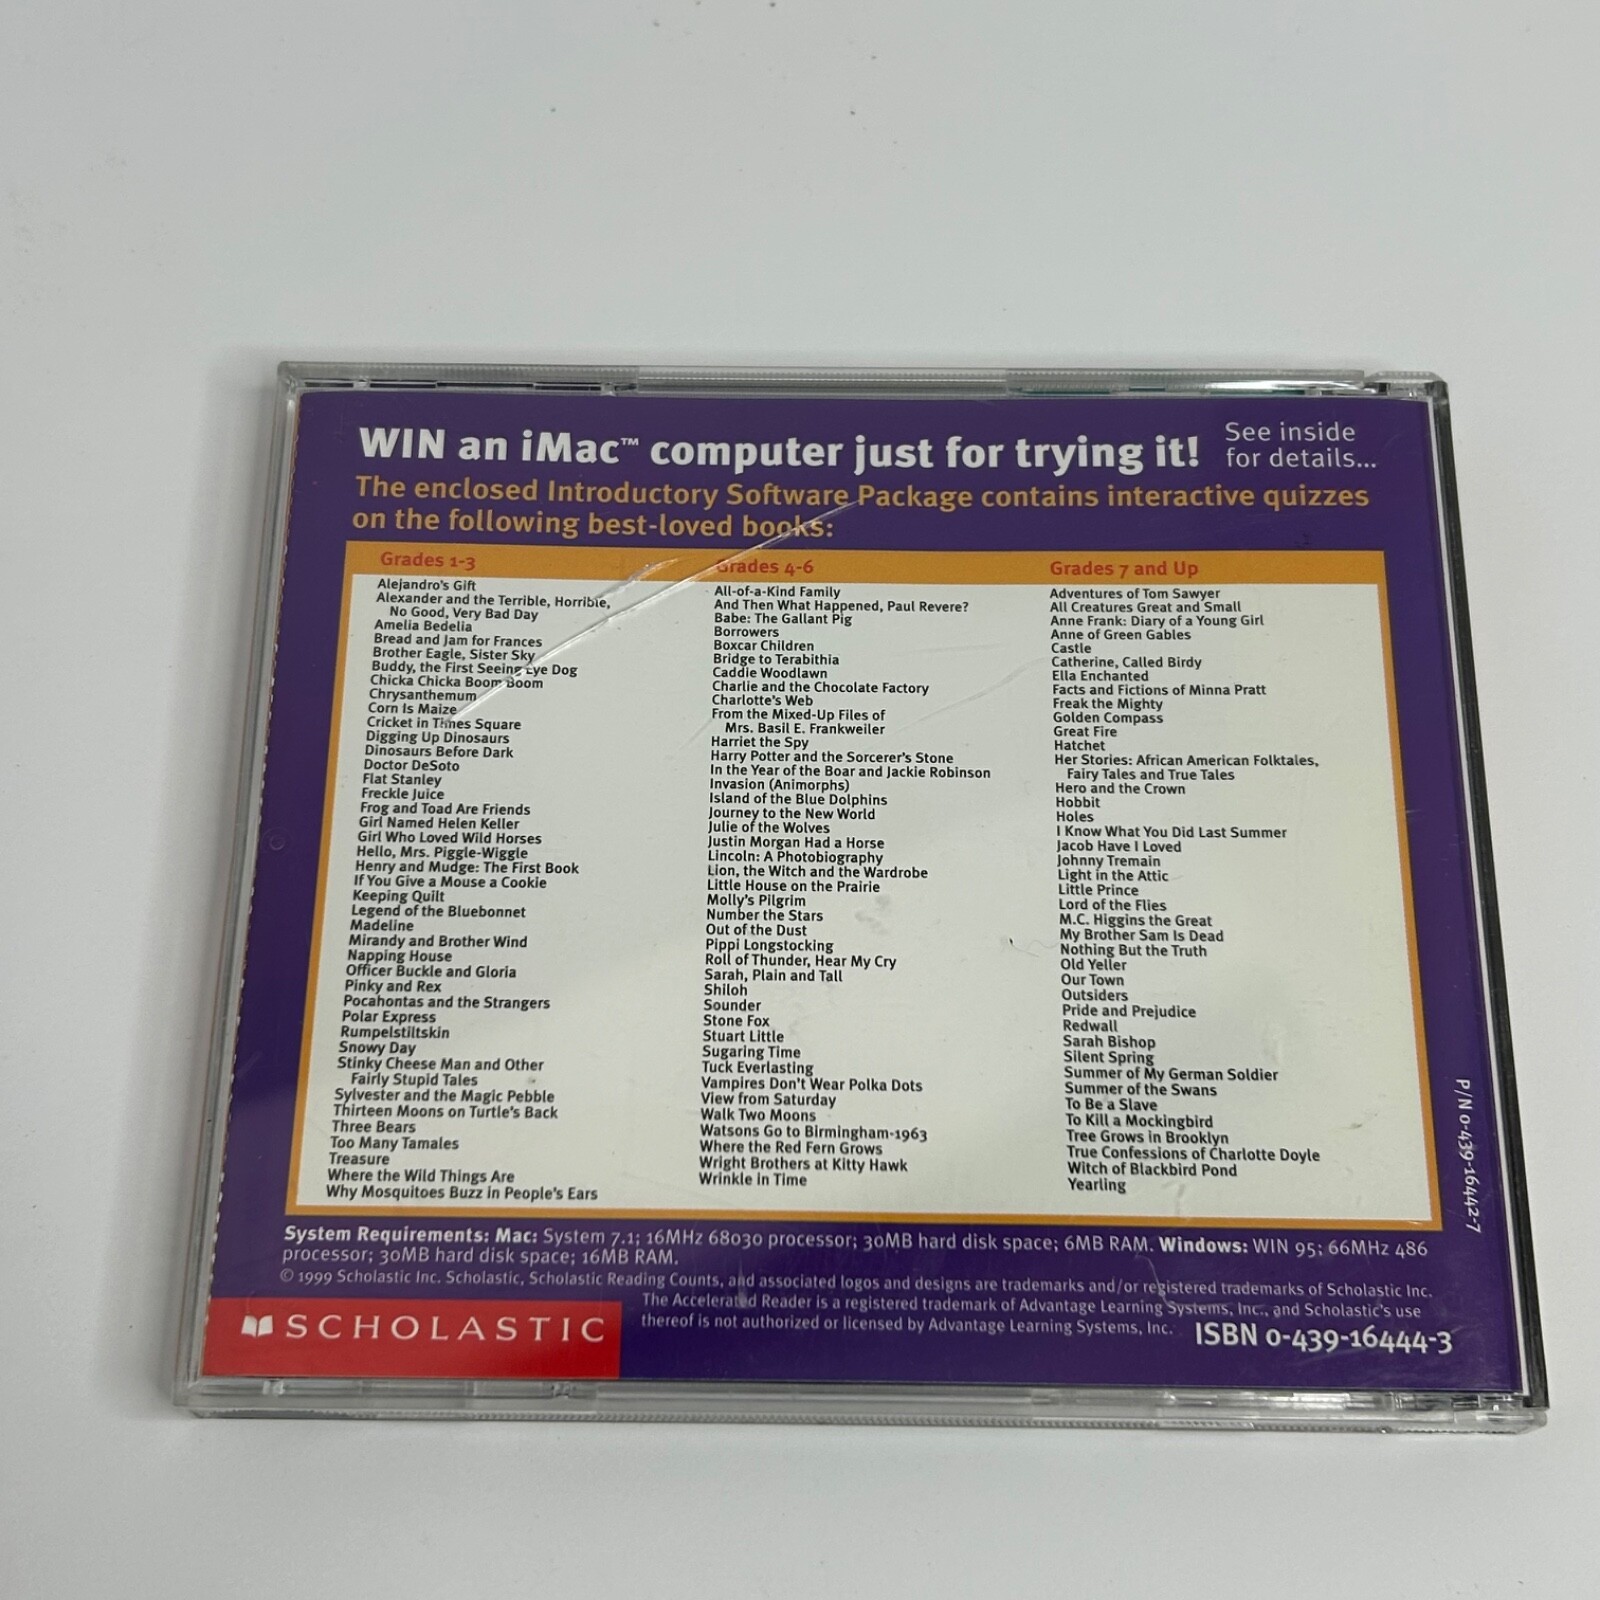 WIN an iMac™ computer just for trying it!
See inside
for details...
The enclosed Introductory Software Package contains interactive quizzes
on the following best-loved books:
Grades 1-3
Alejandro's Gift
Alexander and the Terrible, Horrible,
No Good, Very Bad Day
Amelia Bedelia
Bread and Jam for Frances
Brother Eagle, Sister Sky
Buddy, the First Seeing Eye Dog
Chicka Chicka Boom Boom
Chrysanthemum
Corn Is Maize
Cricket in Times Square
Digging Up Dinosaurs
Dinosaurs Before Dark
Doctor DeSoto
Flat Stanley
Freckle Juice
Frog and Toad Are Friends
Girl Named Helen Keller
Girl Who Loved Wild Horses
Hello, Mrs. Piggle-Wiggle
Henry and Mudge: The First Book
If You Give a Mouse a Cookie
Keeping Quilt
Legend of the Bluebonnet
Madeline
Mirandy and Brother Wind
Napping House
Officer Buckle and Gloria
Pinky and Rex
Pocahontas and the Strangers
Polar Express
Rumpelstiltskin
Snowy Day
Stinky Cheese Man and Other
Fairly Stupid Tales
Sylvester and the Magic Pebble
Thirteen Moons on Turtle's Back
Three Bears
Too Many Tamales
Treasure
Where the Wild Things Are
Why Mosquitoes Buzz in People's Ears
Grades 4-6
All-of-a-Kind Family
And Then What Happened, Paul Revere?
Babe: The Gallant Pig
Borrowers
Boxcar Children
Bridge to Terabithia
Caddie Woodlawn
Charlie and the Chocolate Factory
Charlotte's Web
From the Mixed-Up Files of
Mrs. Basil E. Frankweiler
Harriet the Spy
Harry Potter and the Sorcerer's Stone
In the Year of the Boar and Jackie Robinson
Invasion (Animorphs)
Island of the Blue Dolphins
Journey to the New World
Julie of the Wolves
Justin Morgan Had a Horse
Lincoln: A Photobiography
Lion, the Witch and the Wardrobe
Little House on the Prairie
Molly's Pilgrim
Number the Stars
Out of the Dust
Pippi Longstocking
Roll of Thunder, Hear My Cry
Sarah, Plain and Tall
Shiloh
Sounder
Stone Fox
Stuart Little
Sugaring Time
Tuck Everlasting
Vampires Don't Wear Polka Dots
View from Saturday
Walk Two Moons
Watsons Go to Birmingham-1963
Where the Red Fern Grows
Wright Brothers at Kitty Hawk
Wrinkle in Time
Grades 7 and Up
Adventures of Tom Sawyer
All Creatures Great and Small
Anne Frank: Diary of a Young Girl
Anne of Green Gables
Castle
Catherine, Called Birdy
Ella Enchanted
Facts and Fictions of Minna Pratt
Freak the Mighty
Golden Compass
Great Fire
Hatchet
Her Stories: African American Folktales,
Fairy Tales and True Tales
Hero and the Crown
Hobbit
Holes
I Know What You Did Last Summer
Jacob Have I Loved
Johnny Tremain
Light in the Attic
Little Prince
Lord of the Flies
M.C. Higgins the Great
My Brother Sam Is Dead
Nothing But the Truth
Old Yeller
Our Town
Outsiders
Pride and Prejudice
Redwall
Sarah Bishop
Silent Spring
Summer of My German Soldier
Summer of the Swans
To Be a Slave
To Kill a Mockingbird
Tree Grows in Brooklyn
True Confessions of Charlotte Doyle
Witch of Blackbird Pond
Yearling
P/N 0-439-16442-7
System Requirements: Mac: System 7.1; 16MHz 68030 processor; 30MB hard disk space; 6MB RAM. Windows: WIN 95; 66MHz 486
processor; 30MB hard disk space; 16MB RAM.
© 1999 Scholastic Inc. Scholastic, Scholastic Reading Counts, and associated logos and designs are trademarks and/or registered trademarks of Scholastic Inc.
The Accelerated Reader is a registered trademark of Advantage Learning Systems, Inc., and Scholastic's use
thereof is not authorized or licensed by Advantage Learning Systems, Inc.
ISBN 0-439-16444-3
SCHOLASTIC